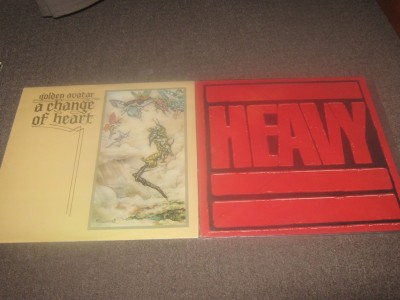 golden avatar
a change
of heart
HEAVY